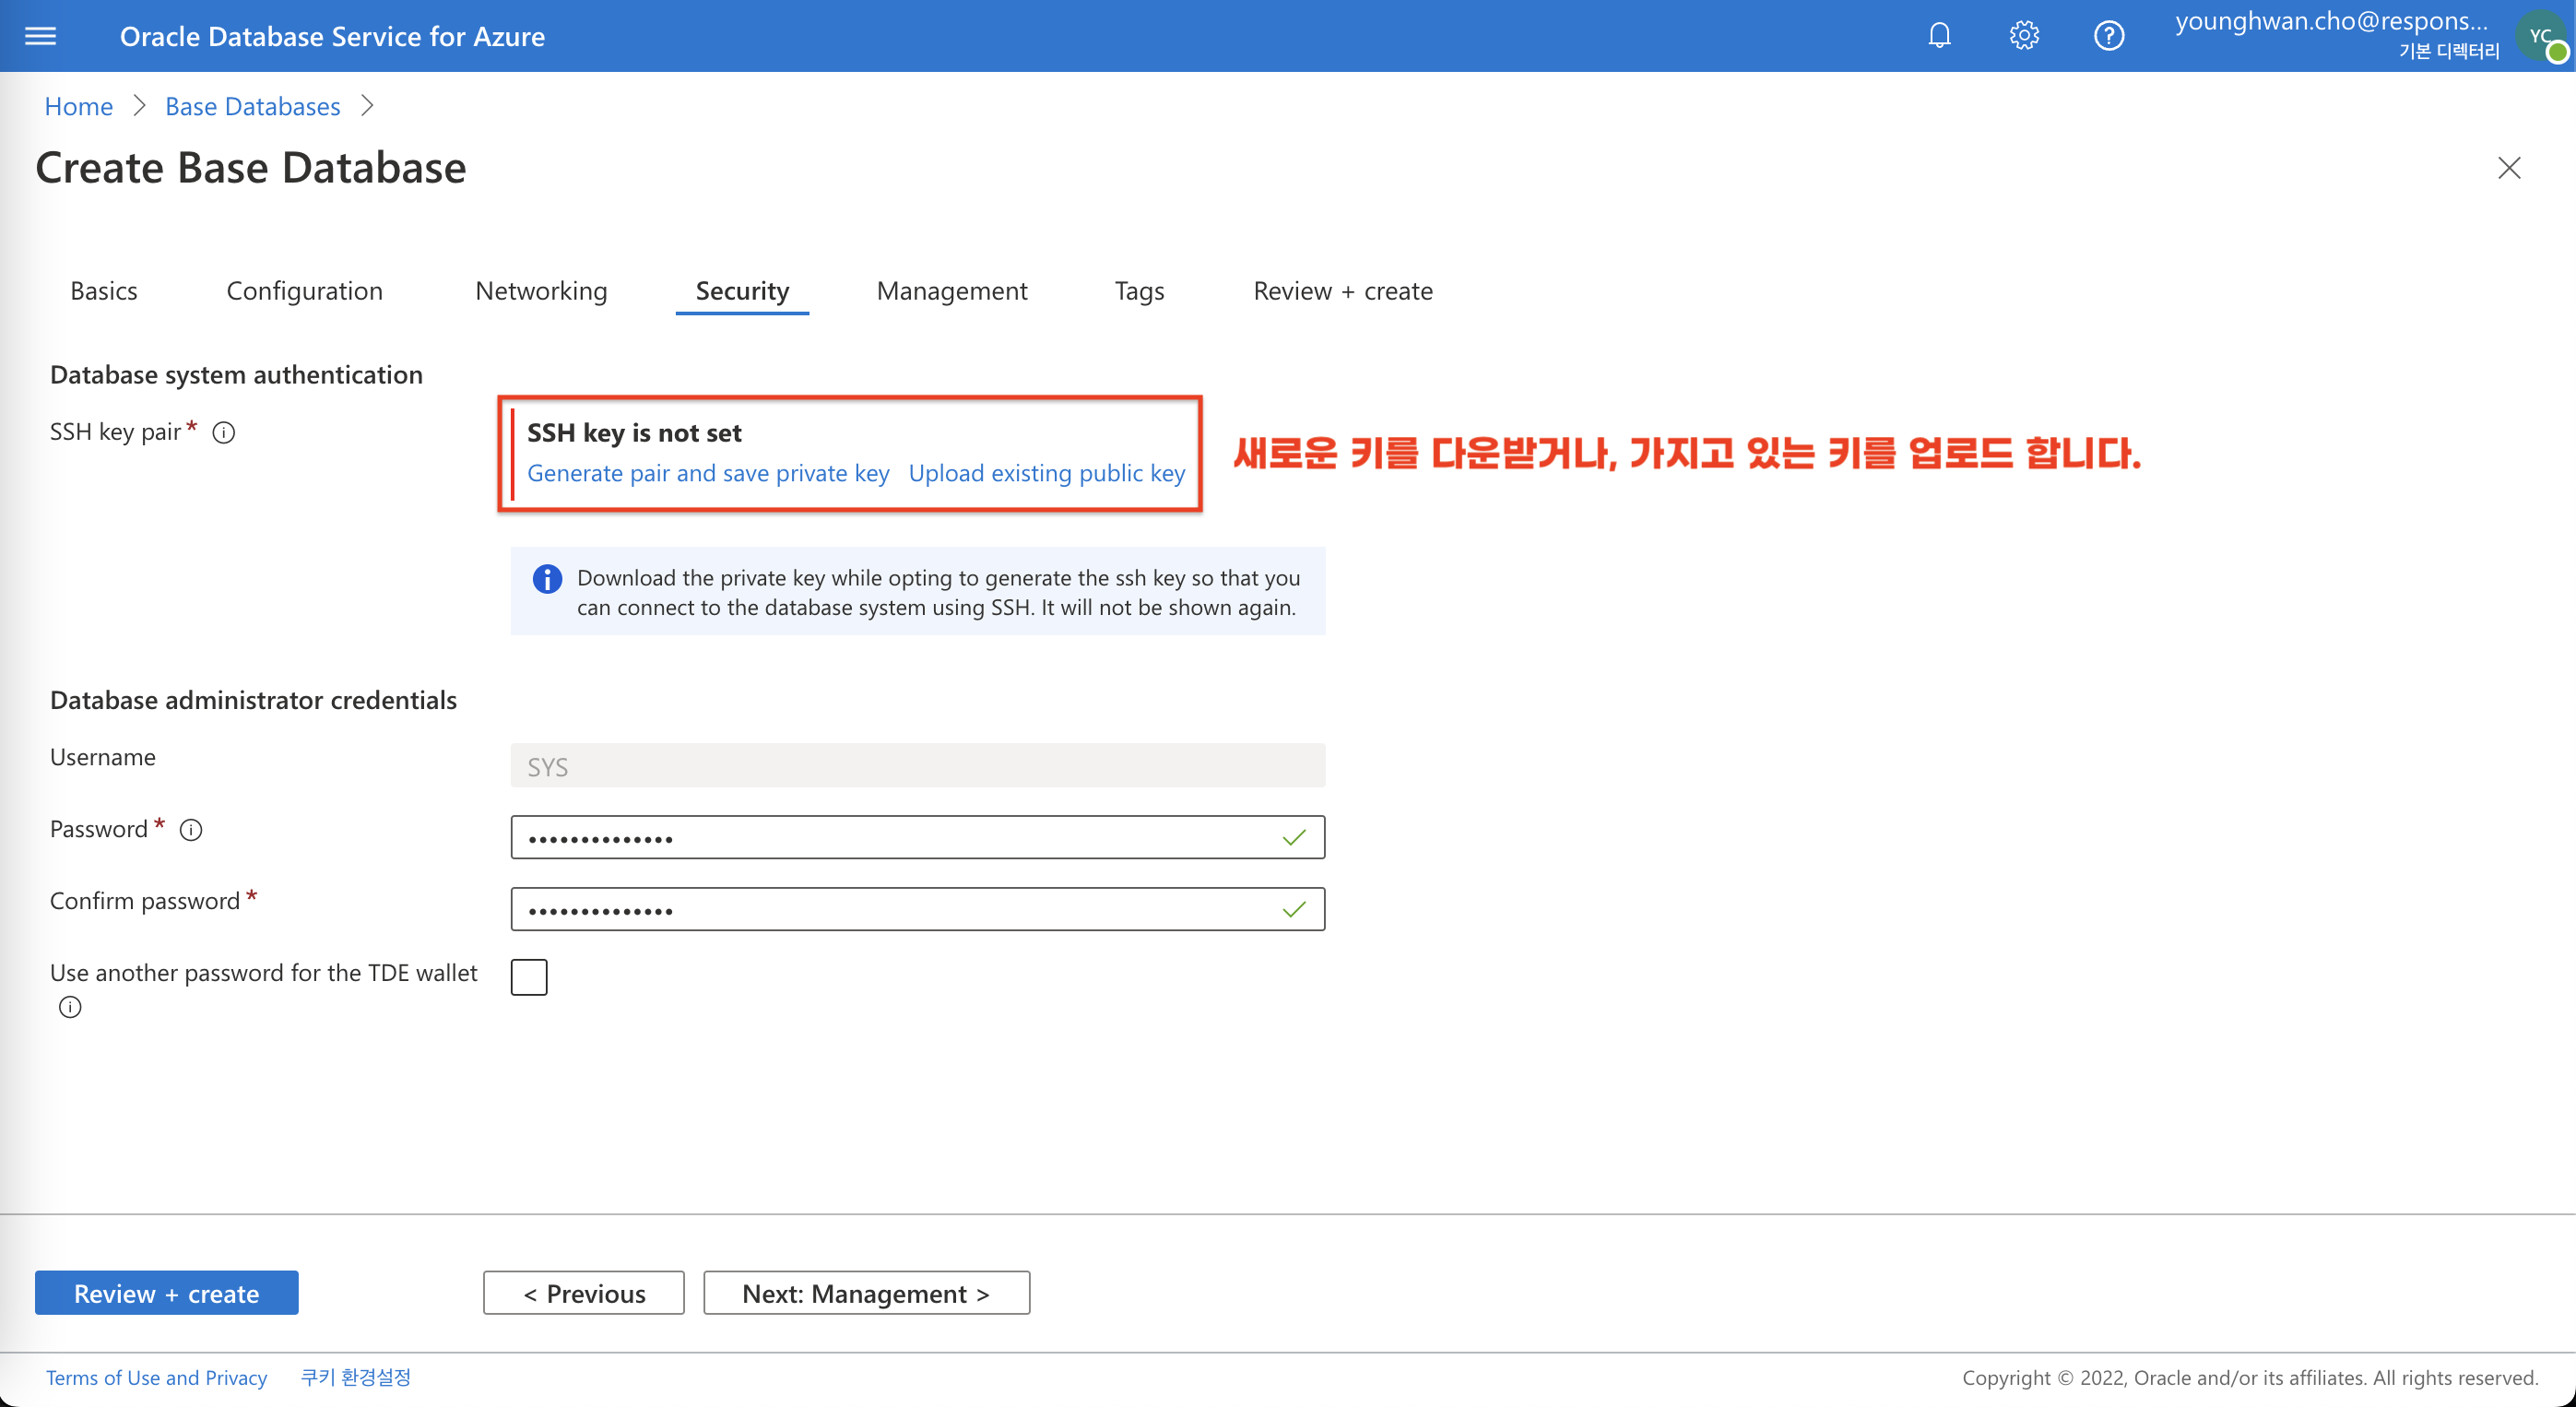 Oracle Database Service for Azure
younghwan.cho@respons...
기본 디렉터리
YC
Home > Base Databases >
Create Base Database
Basics Configuration Networking Security Management Tags Review + create
Database system authentication
SSH key pair *
SSH key is not set
Generate pair and save private key Upload existing public key
새로운 키를 다운받거나, 가지고 있는 키를 업로드 합니다.
Download the private key while opting to generate the ssh key so that you
can connect to the database system using SSH. It will not be shown again.
Database administrator credentials
Username
SYS
Password *
••••••••••••••
Confirm password *
••••••••••••••
Use another password for the TDE wallet
Review + create
< Previous
Next: Management >
Terms of Use and Privacy 쿠키 환경설정
Copyright © 2022, Oracle and/or its affiliates. All rights reserved.